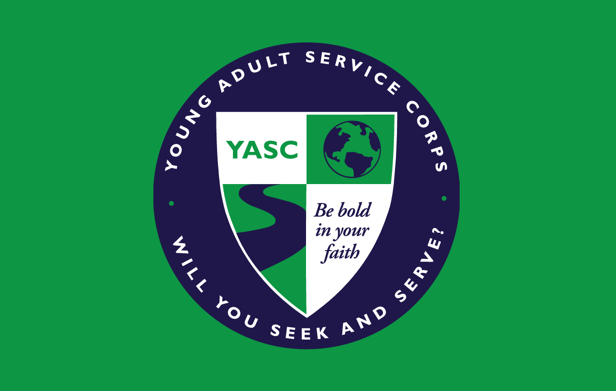 YOUNG ADULT SERVICE CORPS
YASC
Be bold
in your
faith
WILL YOU SEEK AND SERVE?